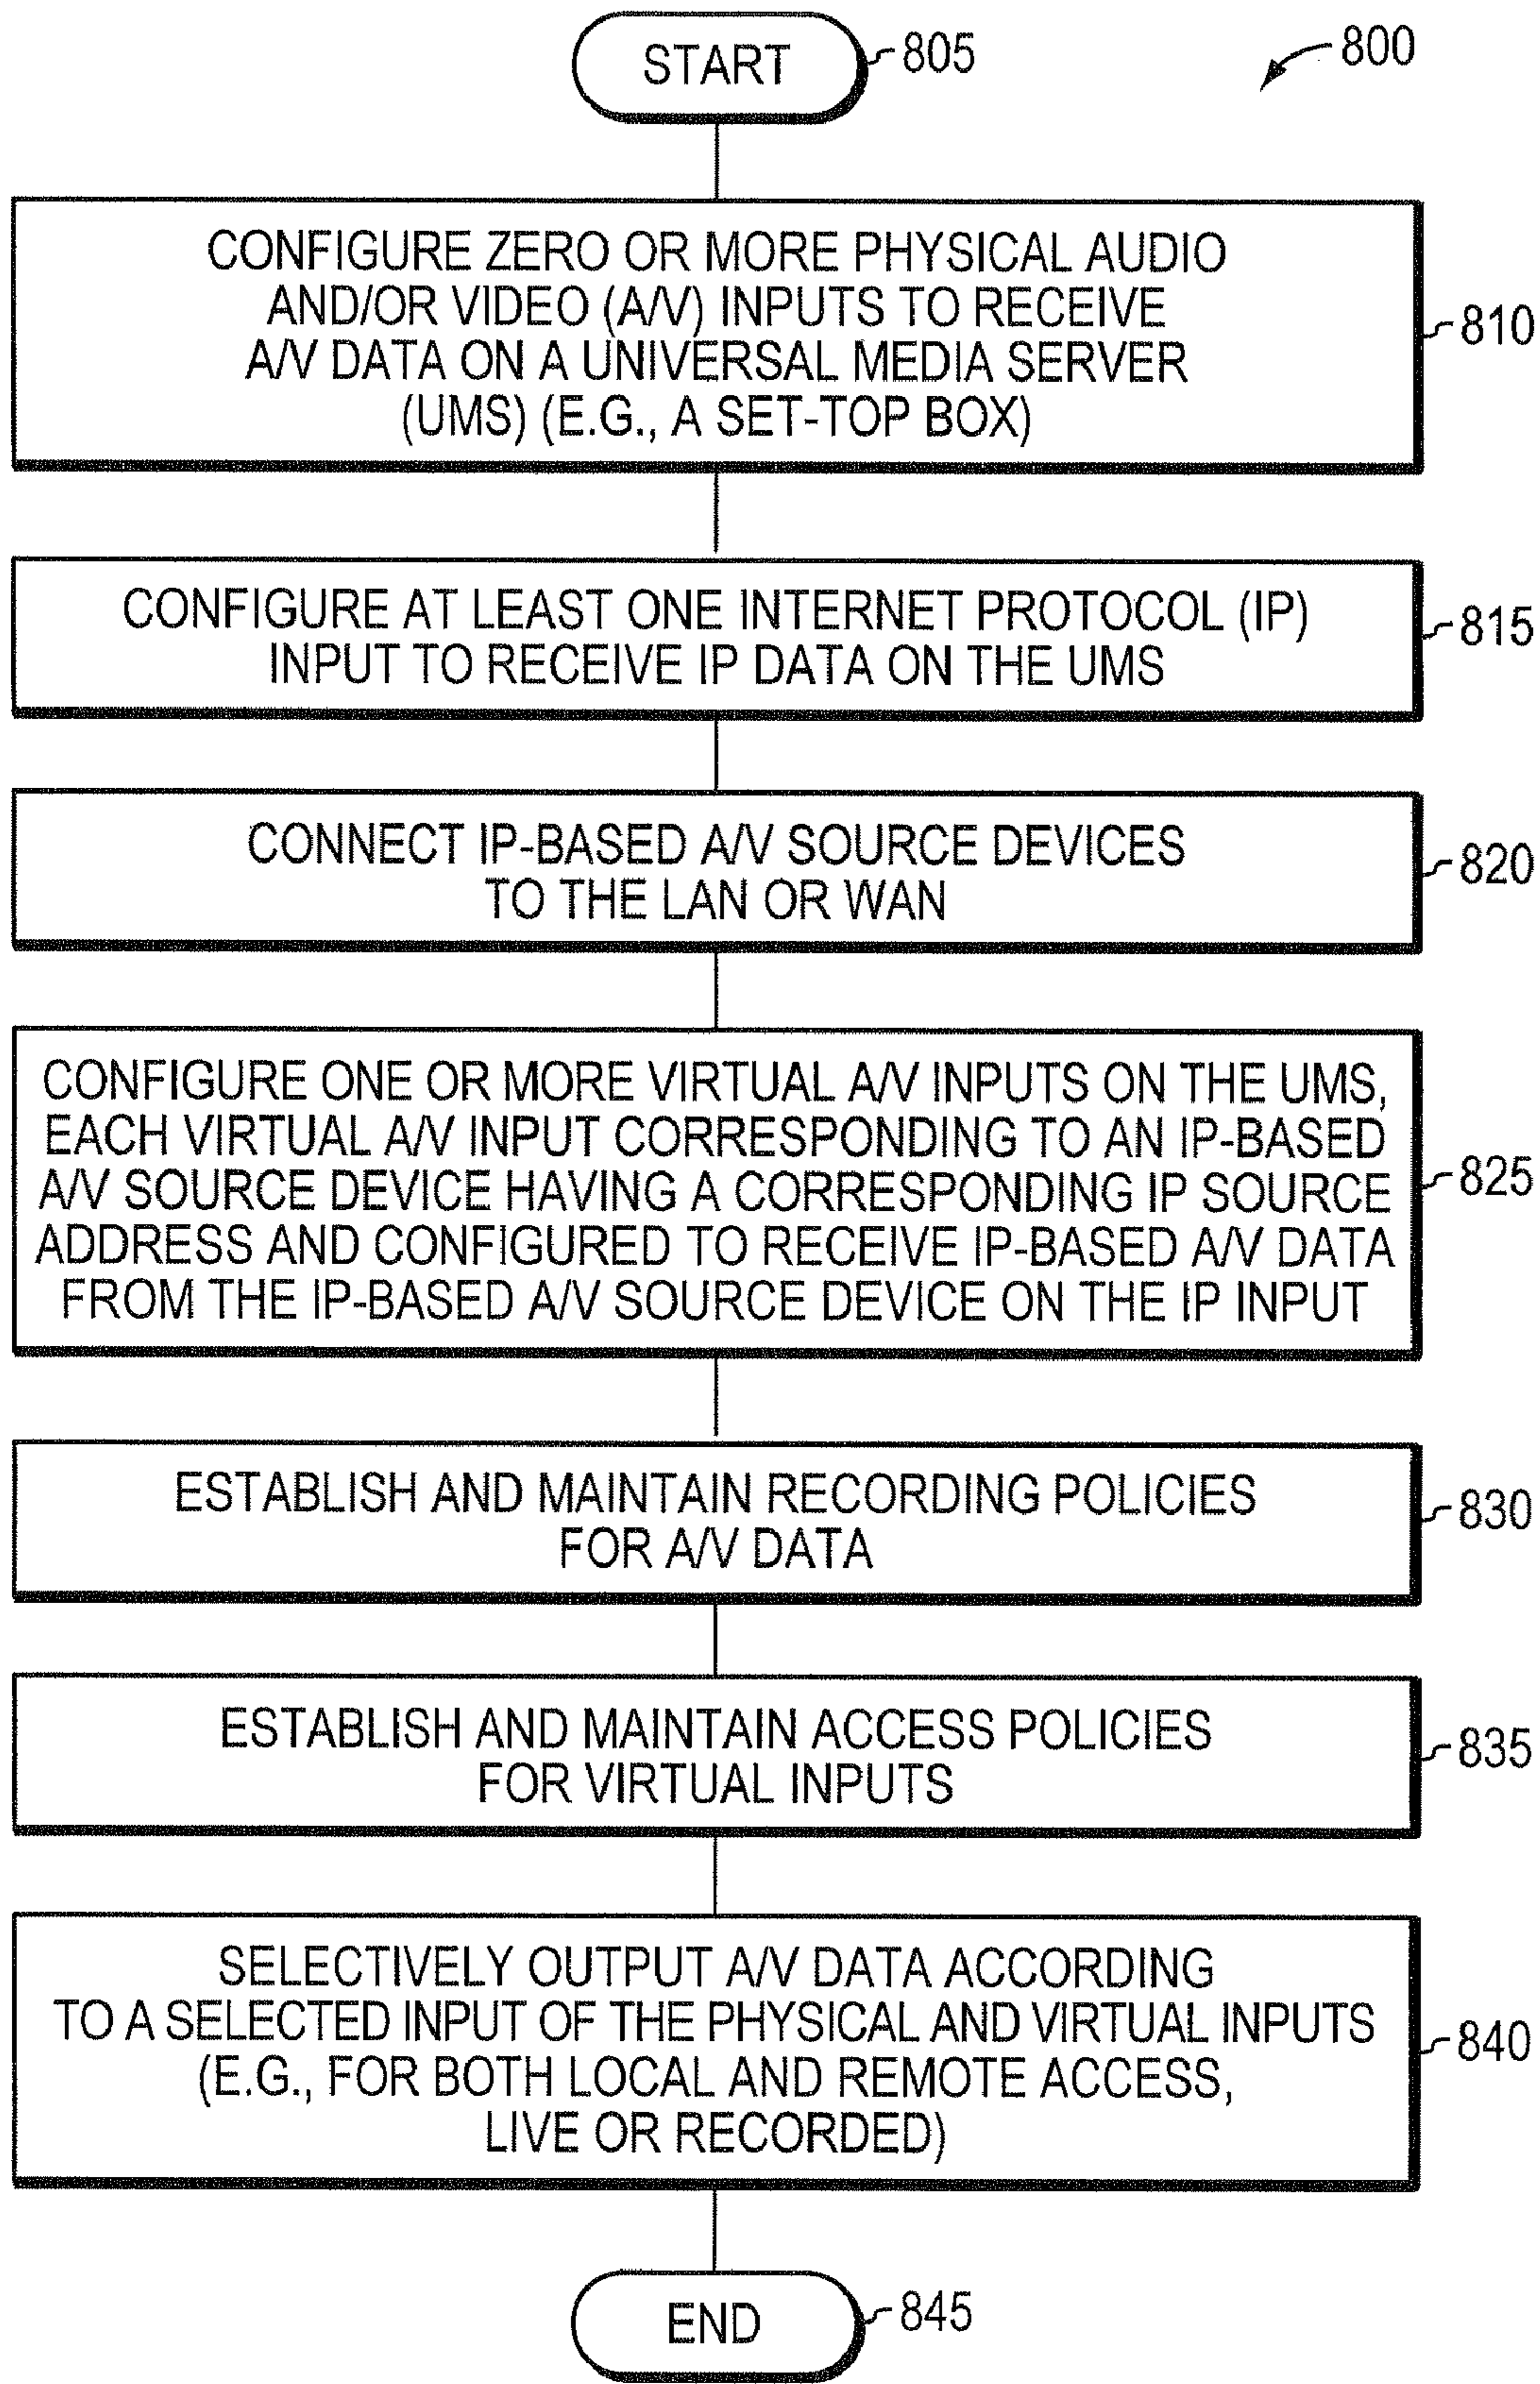 START
805
800
CONFIGURE ZERO OR MORE PHYSICAL AUDIO
AND/OR VIDEO (A/V) INPUTS TO RECEIVE
A/V DATA ON A UNIVERSAL MEDIA SERVER
(UMS) (E.G., A SET-TOP BOX)
810
CONFIGURE AT LEAST ONE INTERNET PROTOCOL (IP)
INPUT TO RECEIVE IP DATA ON THE UMS
815
CONNECT IP-BASED A/V SOURCE DEVICES
TO THE LAN OR WAN
820
CONFIGURE ONE OR MORE VIRTUAL A/V INPUTS ON THE UMS,
EACH VIRTUAL A/V INPUT CORRESPONDING TO AN IP-BASED
A/V SOURCE DEVICE HAVING A CORRESPONDING IP SOURCE
ADDRESS AND CONFIGURED TO RECEIVE IP-BASED A/V DATA
FROM THE IP-BASED A/V SOURCE DEVICE ON THE IP INPUT
825
ESTABLISH AND MAINTAIN RECORDING POLICIES
FOR A/V DATA
830
ESTABLISH AND MAINTAIN ACCESS POLICIES
FOR VIRTUAL INPUTS
835
SELECTIVELY OUTPUT A/V DATA ACCORDING
TO A SELECTED INPUT OF THE PHYSICAL AND VIRTUAL INPUTS
(E.G., FOR BOTH LOCAL AND REMOTE ACCESS,
LIVE OR RECORDED)
840
END
845